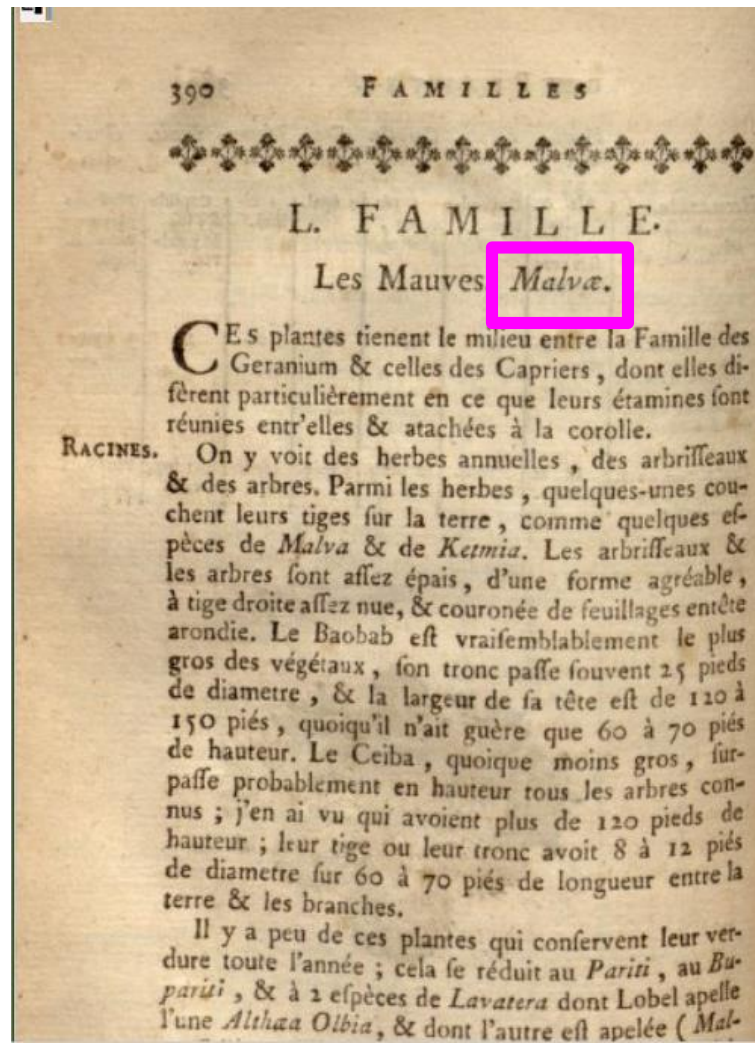 390 FAMILLES
L. FAMILLE.
Les Mauves Malvæ.
CES plantes tienent le milieu entre la Famille des
Geranium & celles des Capriers, dont elles di-
fèrent particulièrement en ce que leurs étamines ſont
réunies entr'elles & atachées à la corolle.
RACINES. On y voit des herbes annuelles, des arbriſſeaux
& des arbres. Parmi les herbes, quelques-unes cou-
chent leurs tiges ſur la terre, comme quelques eſ-
pèces de Malva & de Ketmia. Les arbriſſeaux &
les arbres ſont aſſez épais, d'une forme agréable,
à tige droite aſſez nue, & couronée de feuillages entête
arondie. Le Baobab eſt vraiſemblablement le plus
gros des végétaux, ſon tronc paſſe ſouvent 25 pieds
de diametre, & la largeur de ſa tête eſt de 120 à
150 piés, quoiqu'il n'ait guère que 60 à 70 piés
de hauteur. Le Ceiba, quoique moins gros, ſur-
paſſe probablement en hauteur tous les arbres con-
nus; j'en ai vu qui avoient plus de 120 pieds de
hauteur; leur tige ou leur tronc avoit 8 à 12 piés
de diametre ſur 60 à 70 piés de longueur entre la
terre & les branches.
Il y a peu de ces plantes qui conſervent leur ver-
dure toute l'année; cela ſe réduit au Pariti, au Bu-
pariti, & à 2 eſpèces de Lavatera dont Lobel apelle
l'une Althæa Olbia, & dont l'autre eſt apelée (Mal-